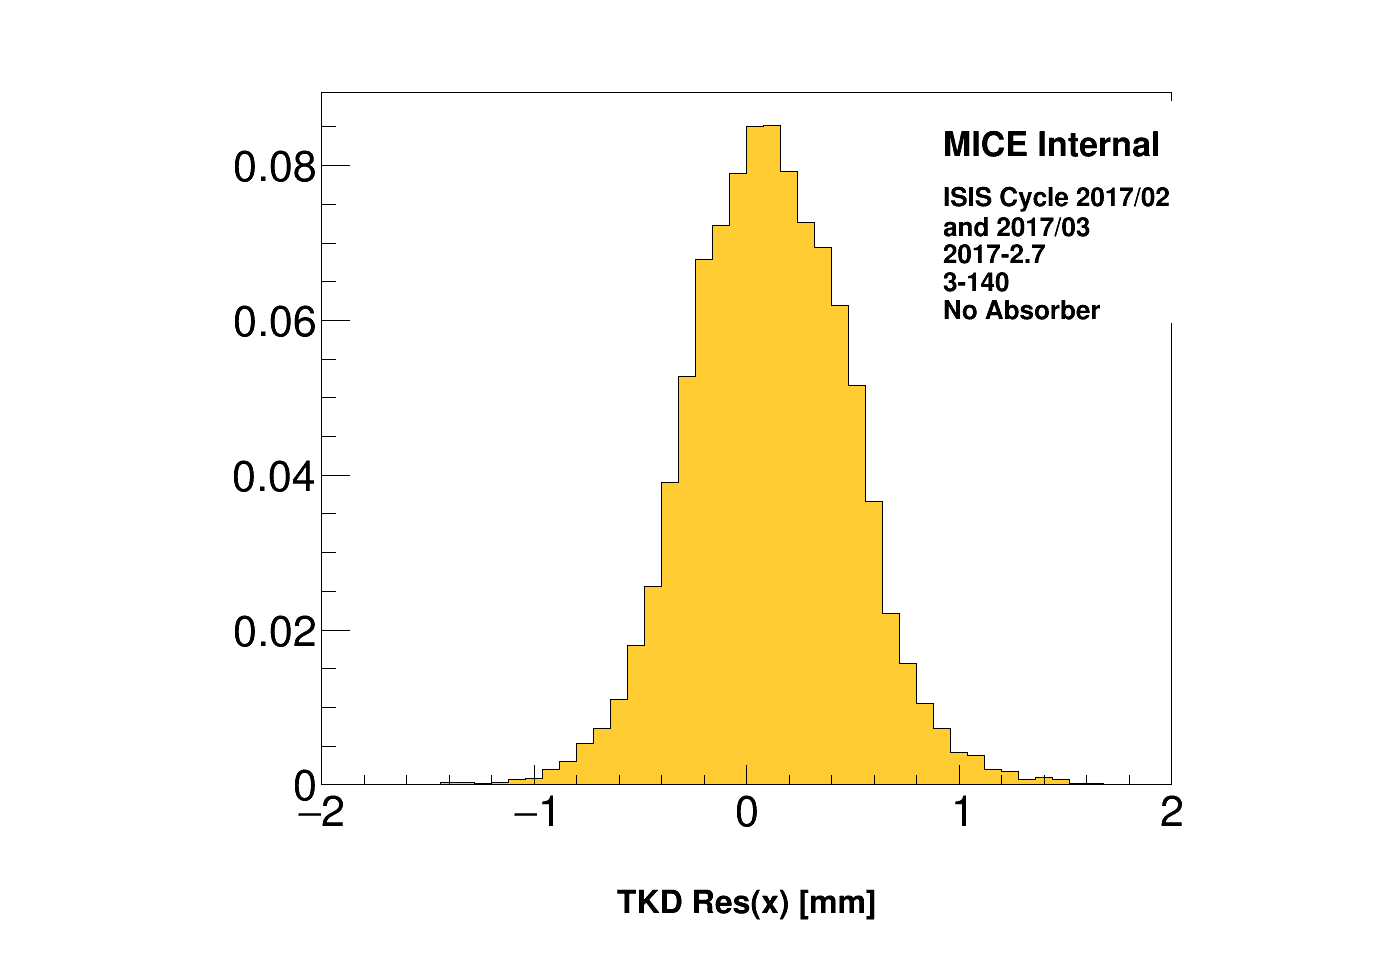 MICE Internal
ISIS Cycle 2017/02
and 2017/03
2017-2.7
3-140
No Absorber
0.08
0.06
0.04
0.02
0
−2 −1 0 1 2
TKD Res(x) [mm]